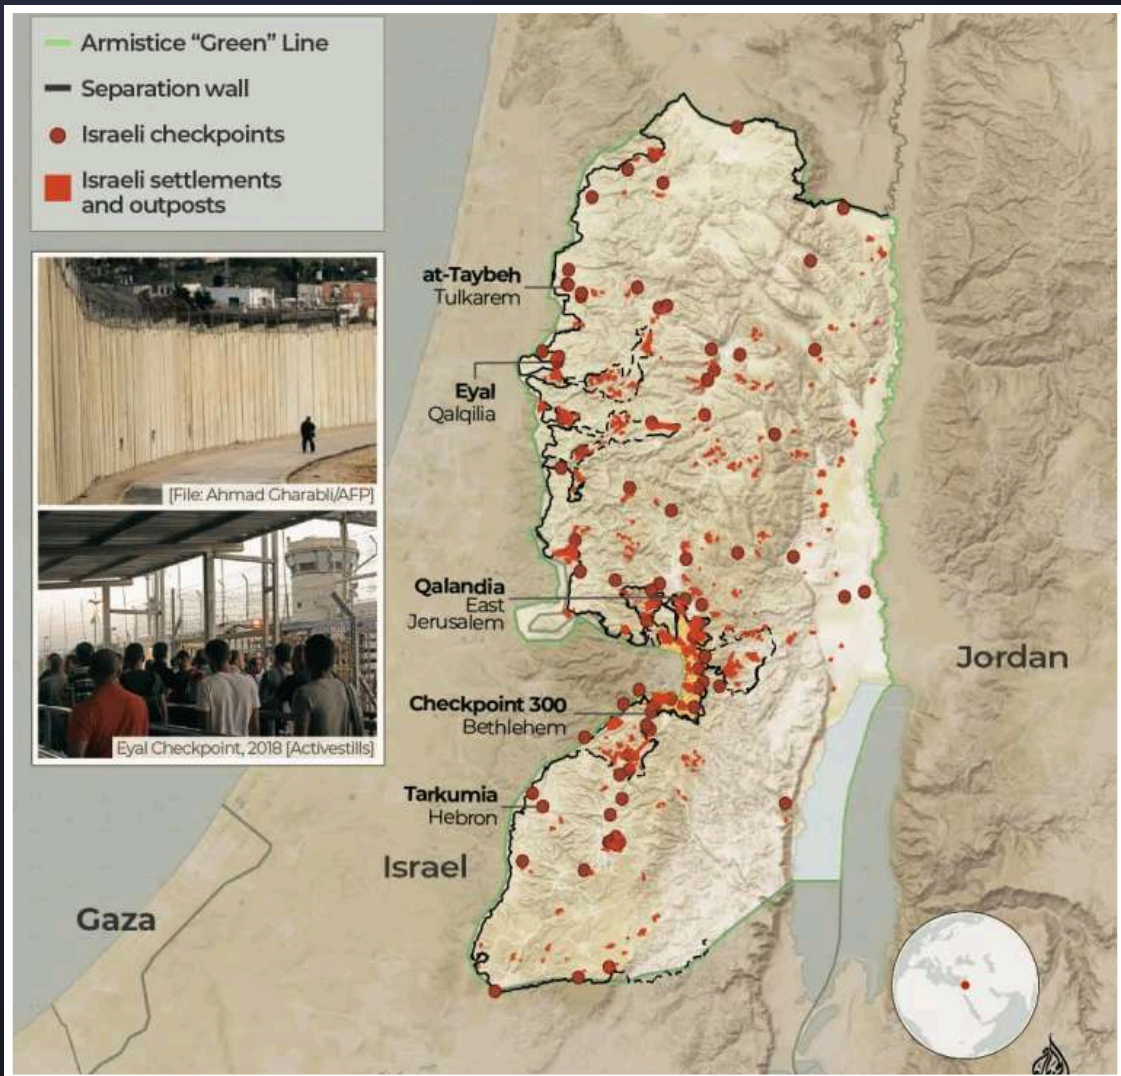 Armistice “Green” Line
Separation wall
Israeli checkpoints
Israeli settlements
and outposts
[File: Ahmad Gharabli/AFP]
Eyal Checkpoint, 2018 [Activestills]
at-Taybeh
Tulkarem
Eyal
Qalqilia
Qalandia
East
Jerusalem
Checkpoint 300
Bethlehem
Tarkumia
Hebron
Israel
Gaza
Jordan